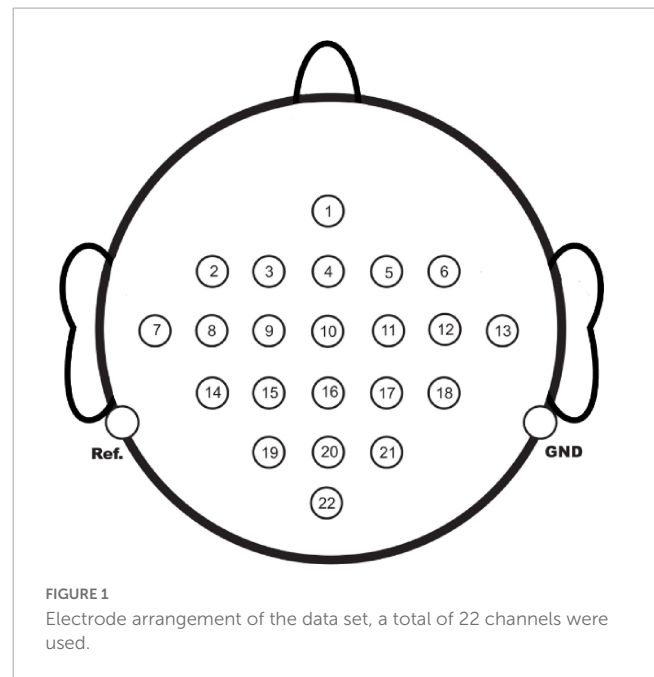 1
2 3 4 5 6
7 8 9 10 11 12 13
14 15 16 17 18
Ref. GND
19 20 21
22
FIGURE 1
Electrode arrangement of the data set, a total of 22 channels were
used.